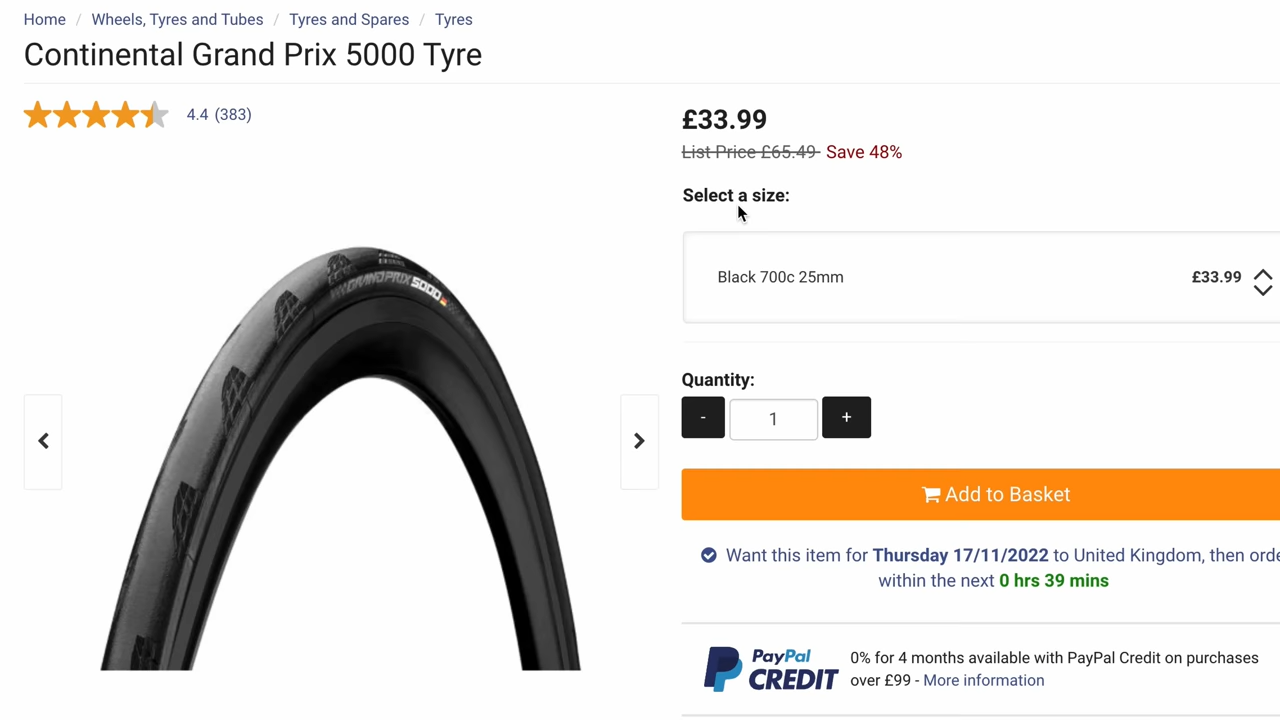 Home / Wheels, Tyres and Tubes / Tyres and Spares / Tyres
Continental Grand Prix 5000 Tyre
4.4 (383)
£33.99
List Price £65.49 Save 48%
Select a size:
Black 700c 25mm £33.99
GRAND PRIX 5000
Quantity:
- 1 +
Add to Basket
Want this item for Thursday 17/11/2022 to United Kingdom, then orde
within the next 0 hrs 39 mins
PayPal CREDIT
0% for 4 months available with PayPal Credit on purchases
over £99 - More information